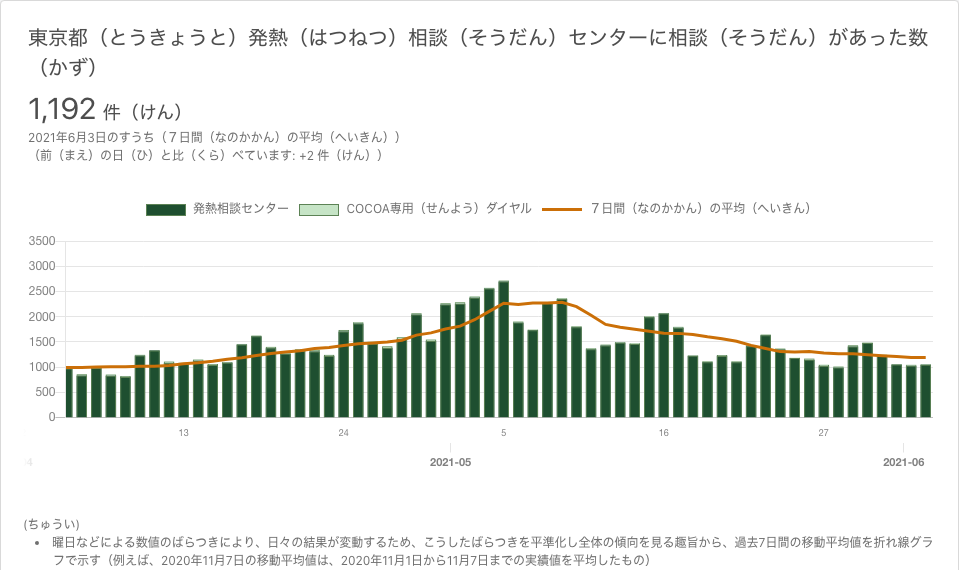 東京都（とうきょうと）発熱（はつねつ）相談（そうだん）センターに相談（そうだん）があった数
（かず）
1,192 件（けん）
2021年6月3日のすうち（７日間（なのかかん）の平均（へいきん））
（前（まえ）の日（ひ）と比（くら）べています: +2 件（けん））
発熱相談センター COCOA専用（せんよう）ダイヤル ７日間（なのかかん）の平均（へいきん）
3500
3000
2500
2000
1500
1000
500
0
13 24 5 16 27
4 2021-05 2021-06
(ちゅうい)
• 曜日などによる数値のばらつきにより、日々の結果が変動するため、こうしたばらつきを平準化し全体の傾向を見る趣旨から、過去7日間の移動平均値を折れ線グラ
フで示す（例えば、2020年11月7日の移動平均値は、2020年11月1日から11月7日までの実績値を平均したもの）